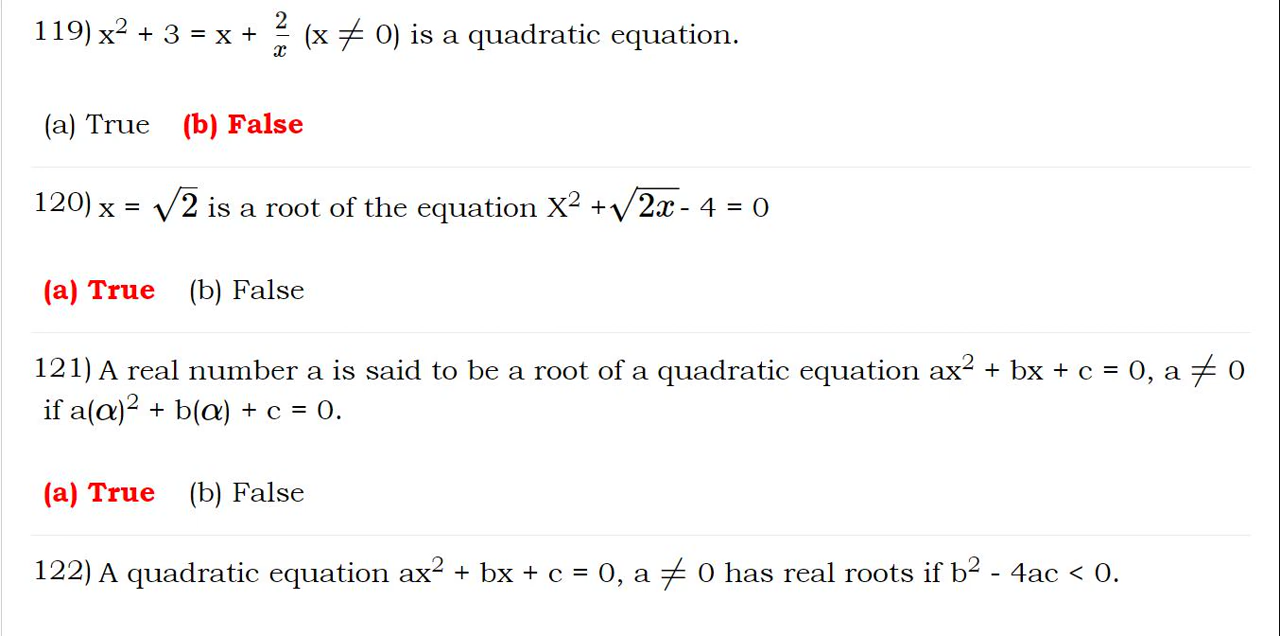 119) x² + 3 = x + 2/x (x ≠ 0) is a quadratic equation.
(a) True (b) False
120) x = √2 is a root of the equation X² +√2x - 4 = 0
(a) True (b) False
121) A real number a is said to be a root of a quadratic equation ax² + bx + c = 0, a ≠ 0
if a(α)² + b(α) + c = 0.
(a) True (b) False
122) A quadratic equation ax² + bx + c = 0, a ≠ 0 has real roots if b² - 4ac < 0.